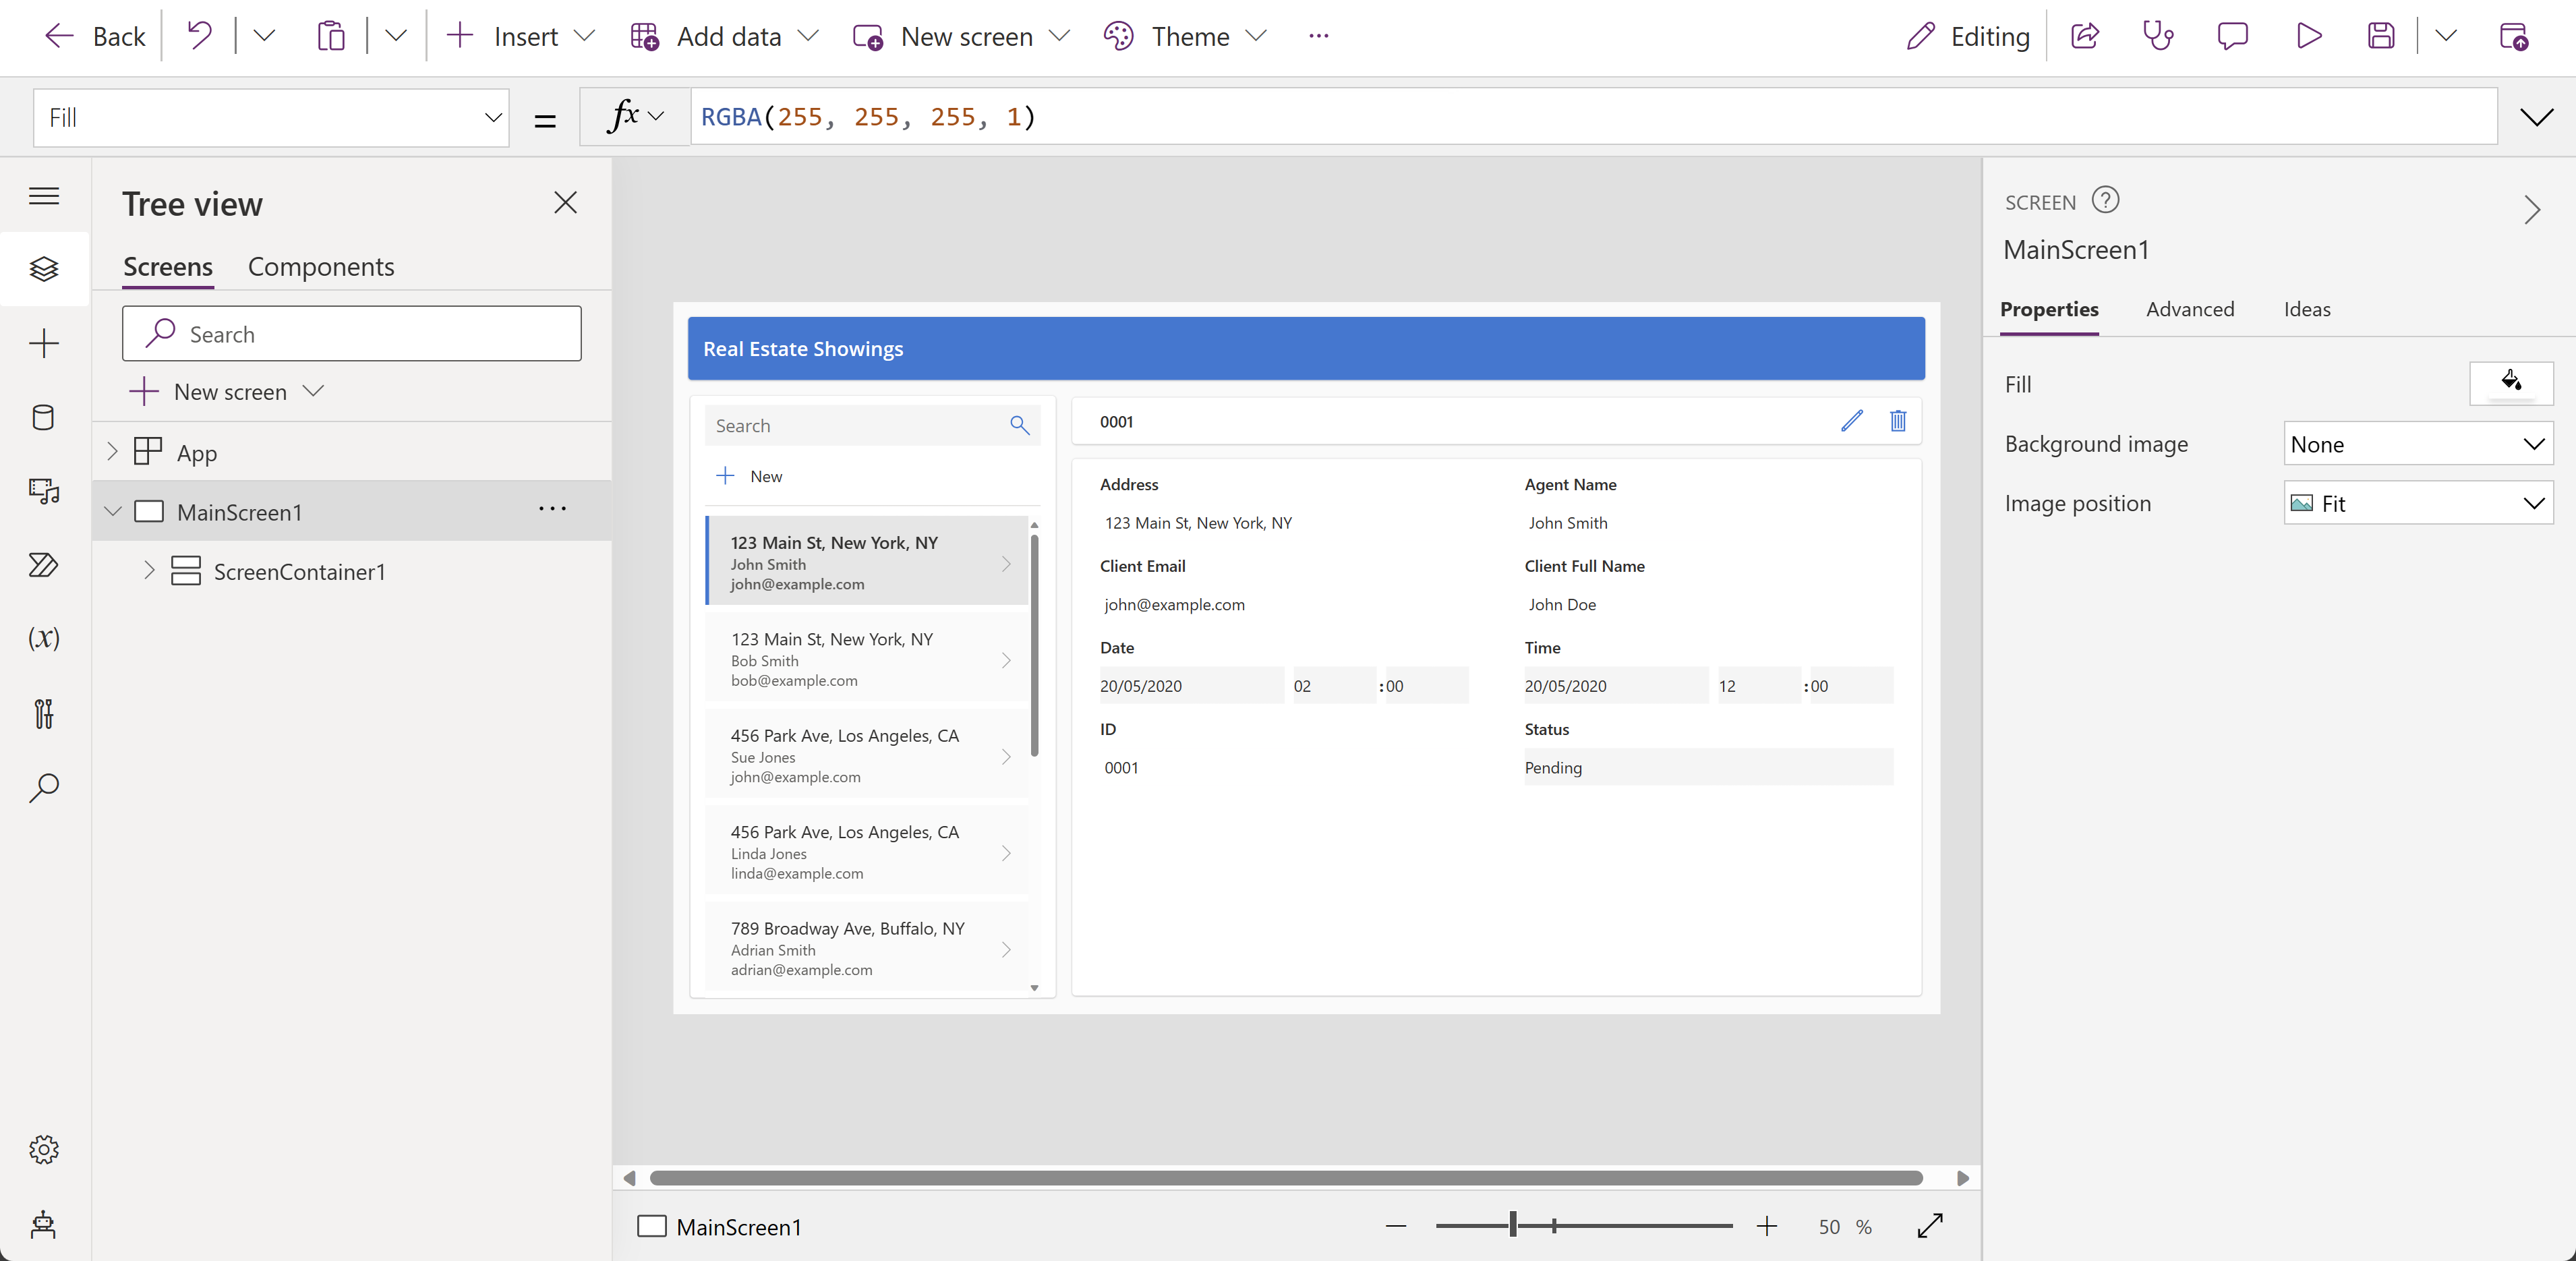 Back
Insert
Add data
New screen
Theme
Editing
Fill
=
fx
RGBA(255, 255, 255, 1)
Tree view
Screens
Components
Search
New screen
App
MainScreen1
ScreenContainer1
(x)
Real Estate Showings
Search
New
123 Main St, New York, NY
John Smith
john@example.com
123 Main St, New York, NY
Bob Smith
bob@example.com
456 Park Ave, Los Angeles, CA
Sue Jones
john@example.com
456 Park Ave, Los Angeles, CA
Linda Jones
linda@example.com
789 Broadway Ave, Buffalo, NY
Adrian Smith
adrian@example.com
0001
Address
Agent Name
123 Main St, New York, NY
John Smith
Client Email
Client Full Name
john@example.com
John Doe
Date
Time
20/05/2020 02 :00
20/05/2020 12 :00
ID
Status
0001
Pending
MainScreen1
50 %
SCREEN
MainScreen1
Properties
Advanced
Ideas
Fill
Background image
None
Image position
Fit